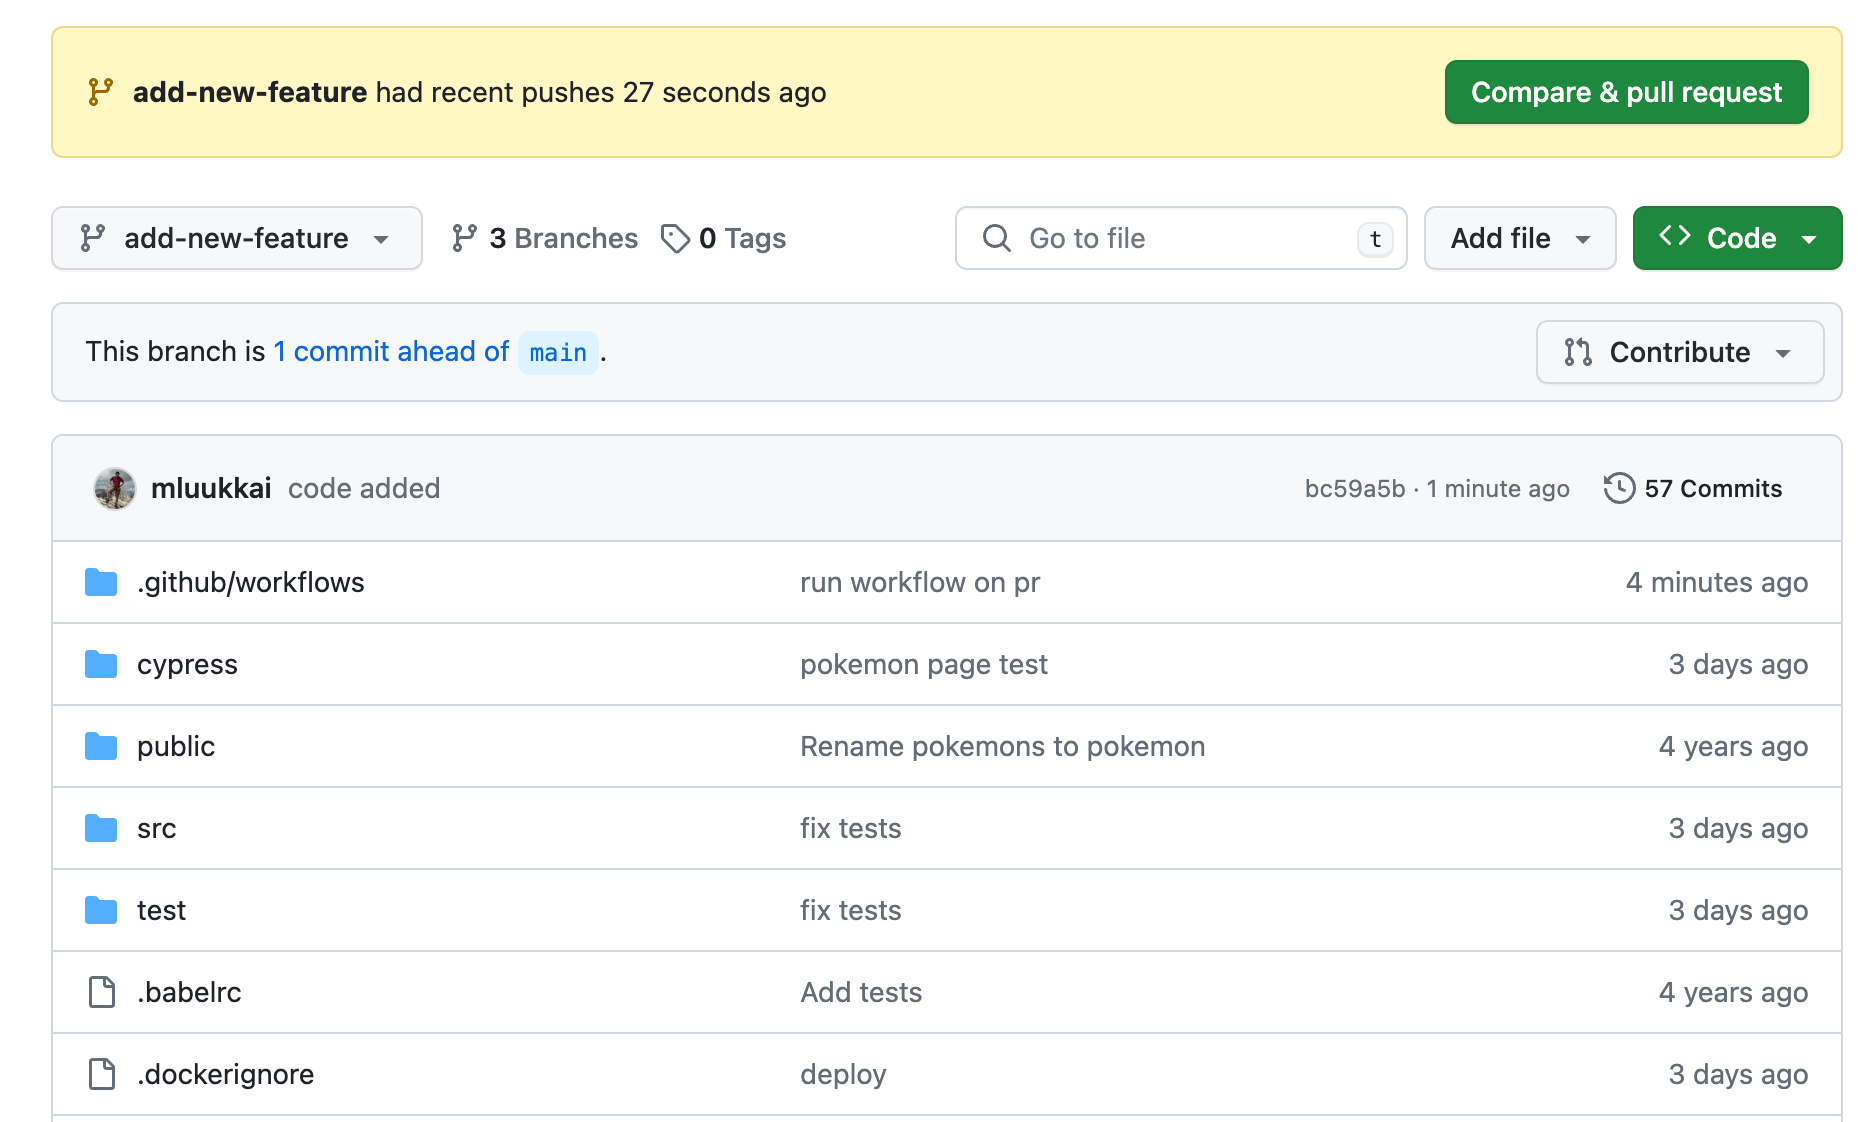 add-new-feature had recent pushes 27 seconds ago
Compare & pull request
add-new-feature
3 Branches
0 Tags
Go to file
t
Add file
<> Code
This branch is 1 commit ahead of main .
Contribute
mluukkai code added
bc59a5b · 1 minute ago
57 Commits
.github/workflows
run workflow on pr
4 minutes ago
cypress
pokemon page test
3 days ago
public
Rename pokemons to pokemon
4 years ago
src
fix tests
3 days ago
test
fix tests
3 days ago
.babelrc
Add tests
4 years ago
.dockerignore
deploy
3 days ago